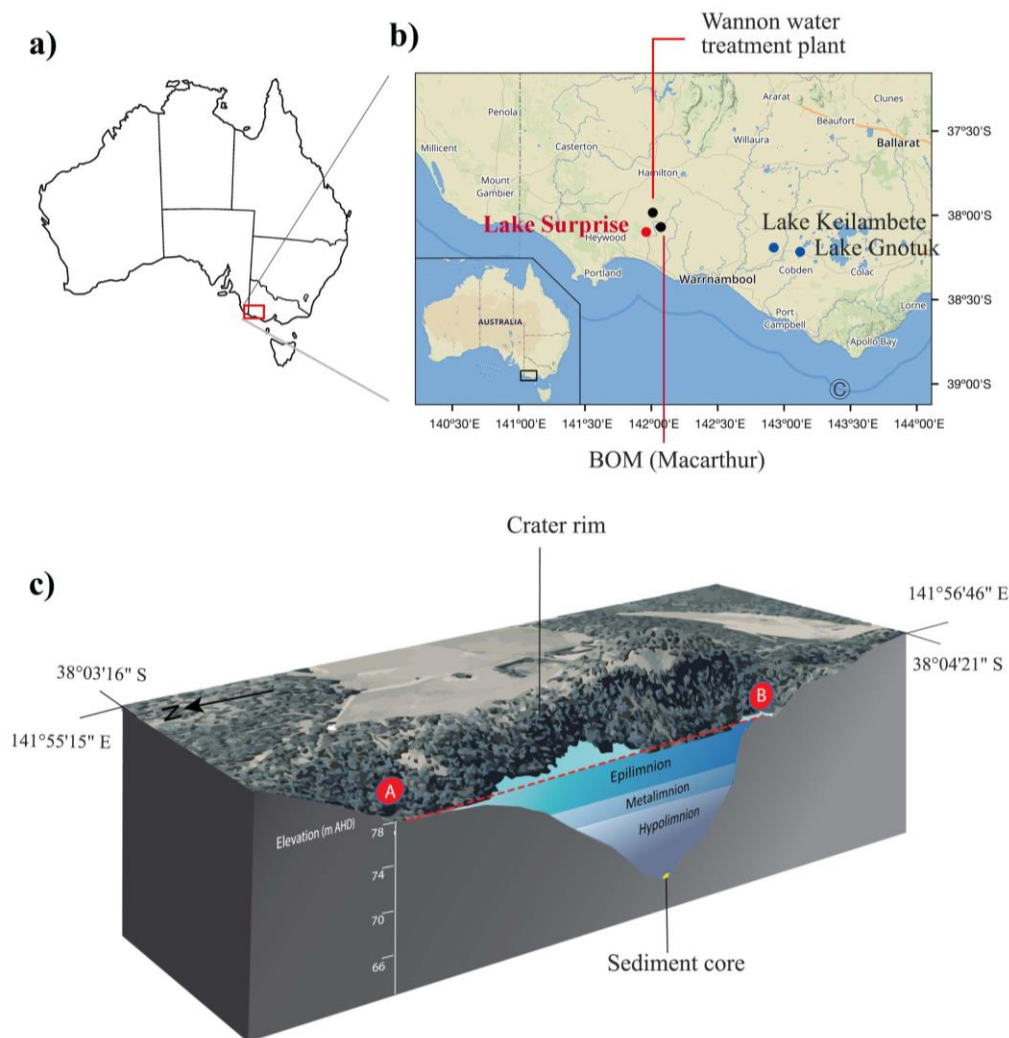 a)
b)
Wannon water
treatment plant
Penola
Millicent
Casterton
Mount
Gambier
Hamilton
Willaura
Ararat
Beaufort
Clunes
Ballarat
Lake Surprise
Heywood
Portland
Warrnambool
Lake Keilambete
Lake Gnotuk
Cobden
Colac
Port
Campbell
Lorne
Apollo Bay
AUSTRALIA
©
37°30'S
38°00'S
38°30'S
39°00'S
140°30'E 141°00'E 141°30'E 142°00'E 142°30'E 143°00'E 143°30'E 144°00'E
BOM (Macarthur)
Crater rim
c)
141°56'46" E
38°04'21" S
38°03'16" S
141°55'15" E
N
A
B
Epilimnion
Metalimnion
Hypolimnion
Elevation (m AHD)
78
74
70
66
Sediment core